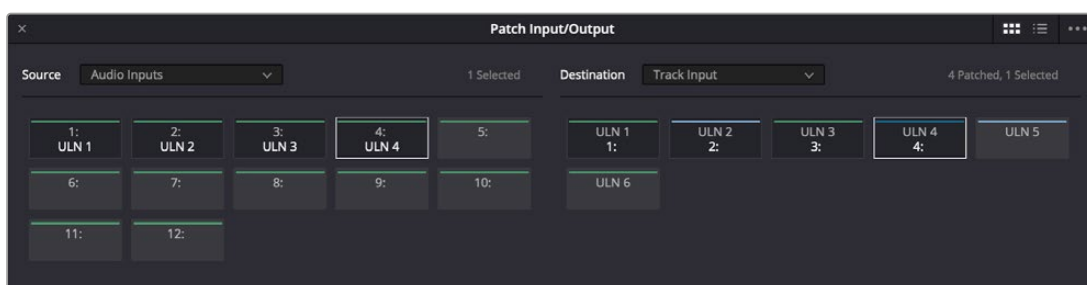 Patch Input/Output
Source Audio Inputs 1 Selected
Destination Track Input 4 Patched, 1 Selected
1: 2: 3: 4: 5:
ULN 1 ULN 2 ULN 3 ULN 4
6: 7: 8: 9: 10:
11: 12:
ULN 1 ULN 2 ULN 3 ULN 4 ULN 5
1: 2: 3: 4:
ULN 6